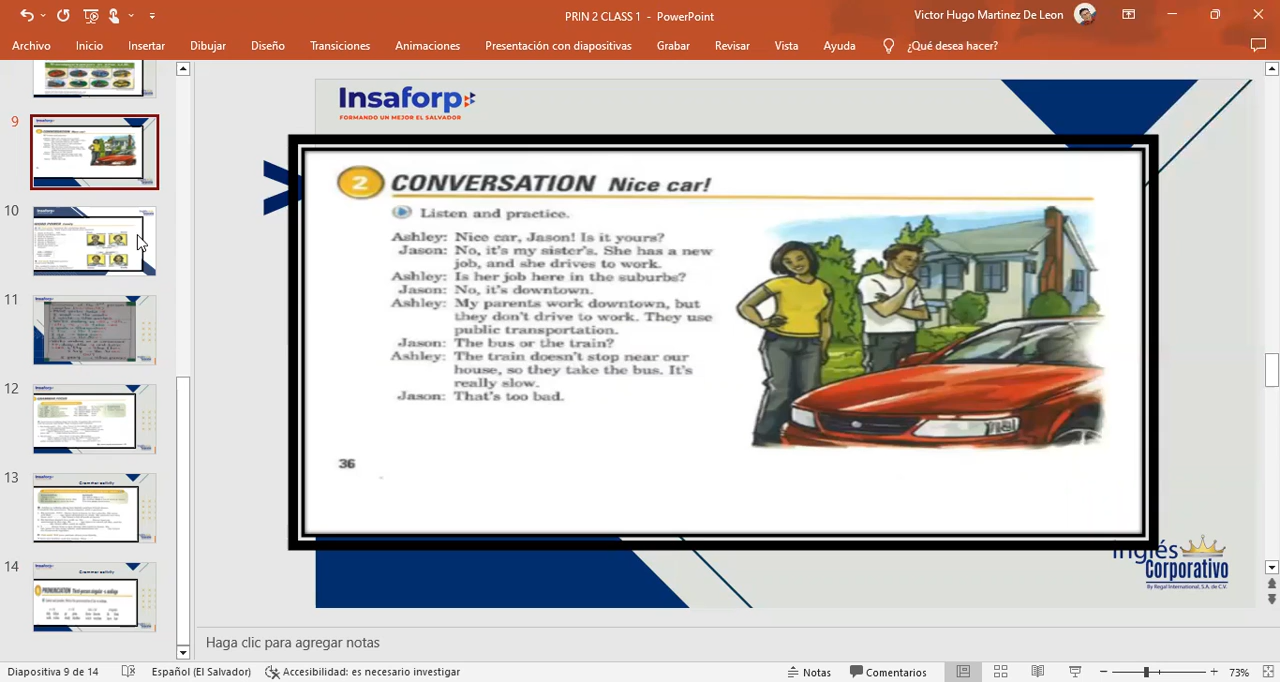 PRIN 2 CLASS 1 - PowerPoint
Victor Hugo Martinez De Leon
Archivo Inicio Insertar Dibujar Diseño Transiciones Animaciones Presentación con diapositivas Grabar Revisar Vista Ayuda ¿Qué desea hacer?
9
10
11
12
13
14
Insaforp
FORMANDO UN MEJOR EL SALVADOR
2 CONVERSATION Nice car!
Listen and practice.
Ashley: Nice car, Jason! Is it yours?
Jason: No, it's my sister's. She has a new
job, and she drives to work.
Ashley: Is her job here in the suburbs?
Jason: No, it's downtown.
Ashley: My parents work downtown, but
they don't drive to work. They use
public transportation.
Jason: The bus or the train?
Ashley: The train doesn't stop near our
house, so they take the bus. It's
really slow.
Jason: That's too bad.
36
Inglés
Corporativo
By Regal International, S.A. de C.V.
Haga clic para agregar notas
Diapositiva 9 de 14 Español (El Salvador) Accesibilidad: es necesario investigar Notas Comentarios 73%